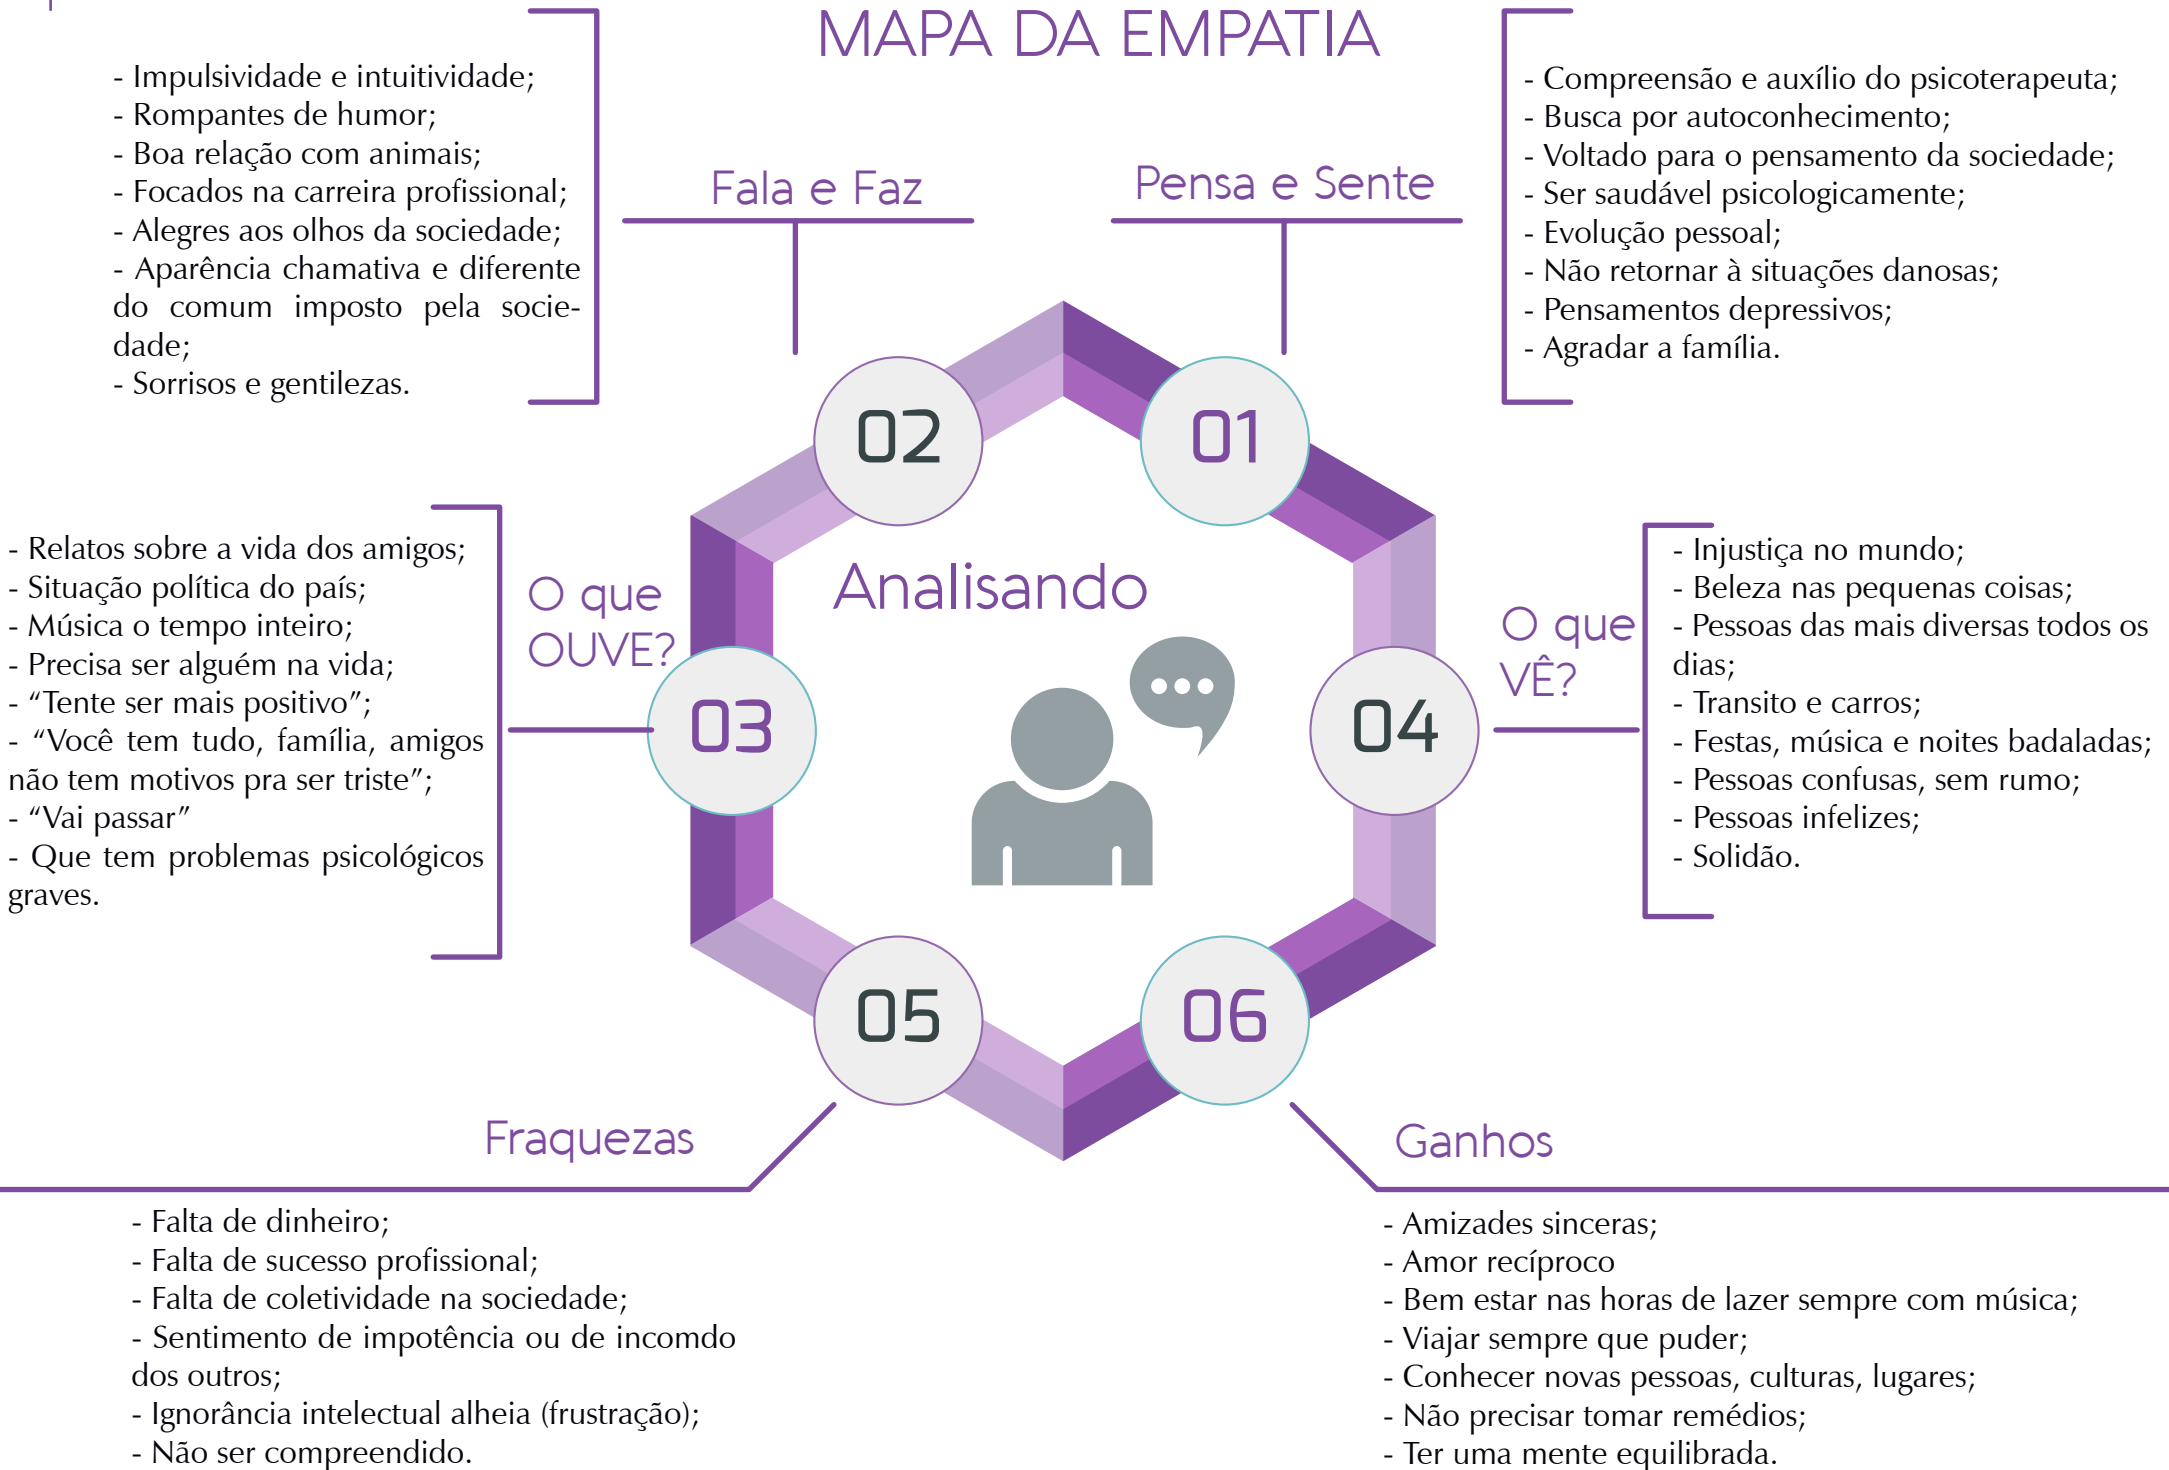 MAPA DA EMPATIA
- Impulsividade e intuitividade;
- Rompantes de humor;
- Boa relação com animais;
- Focados na carreira profissional;
- Alegres aos olhos da sociedade;
- Aparência chamativa e diferente
do comum imposto pela socie-
dade;
- Sorrisos e gentilezas.
Fala e Faz
02
Pensa e Sente
01
- Compreensão e auxílio do psicoterapeuta;
- Busca por autoconhecimento;
- Voltado para o pensamento da sociedade;
- Ser saudável psicologicamente;
- Evolução pessoal;
- Não retornar à situações danosas;
- Pensamentos depressivos;
- Agradar a família.
- Relatos sobre a vida dos amigos;
- Situação política do país;
- Música o tempo inteiro;
- Precisa ser alguém na vida;
- “Tente ser mais positivo”;
- “Você tem tudo, família, amigos
não tem motivos pra ser triste”;
- “Vai passar”
- Que tem problemas psicológicos
graves.
O que
OUVE?
03
Analisando
04
O que
VÊ?
- Injustiça no mundo;
- Beleza nas pequenas coisas;
- Pessoas das mais diversas todos os
dias;
- Transito e carros;
- Festas, música e noites badaladas;
- Pessoas confusas, sem rumo;
- Pessoas infelizes;
- Solidão.
05
Fraquezas
- Falta de dinheiro;
- Falta de sucesso profissional;
- Falta de coletividade na sociedade;
- Sentimento de impotência ou de incomdo
dos outros;
- Ignorância intelectual alheia (frustração);
- Não ser compreendido.
06
Ganhos
- Amizades sinceras;
- Amor recíproco
- Bem estar nas horas de lazer sempre com música;
- Viajar sempre que puder;
- Conhecer novas pessoas, culturas, lugares;
- Não precisar tomar remédios;
- Ter uma mente equilibrada.